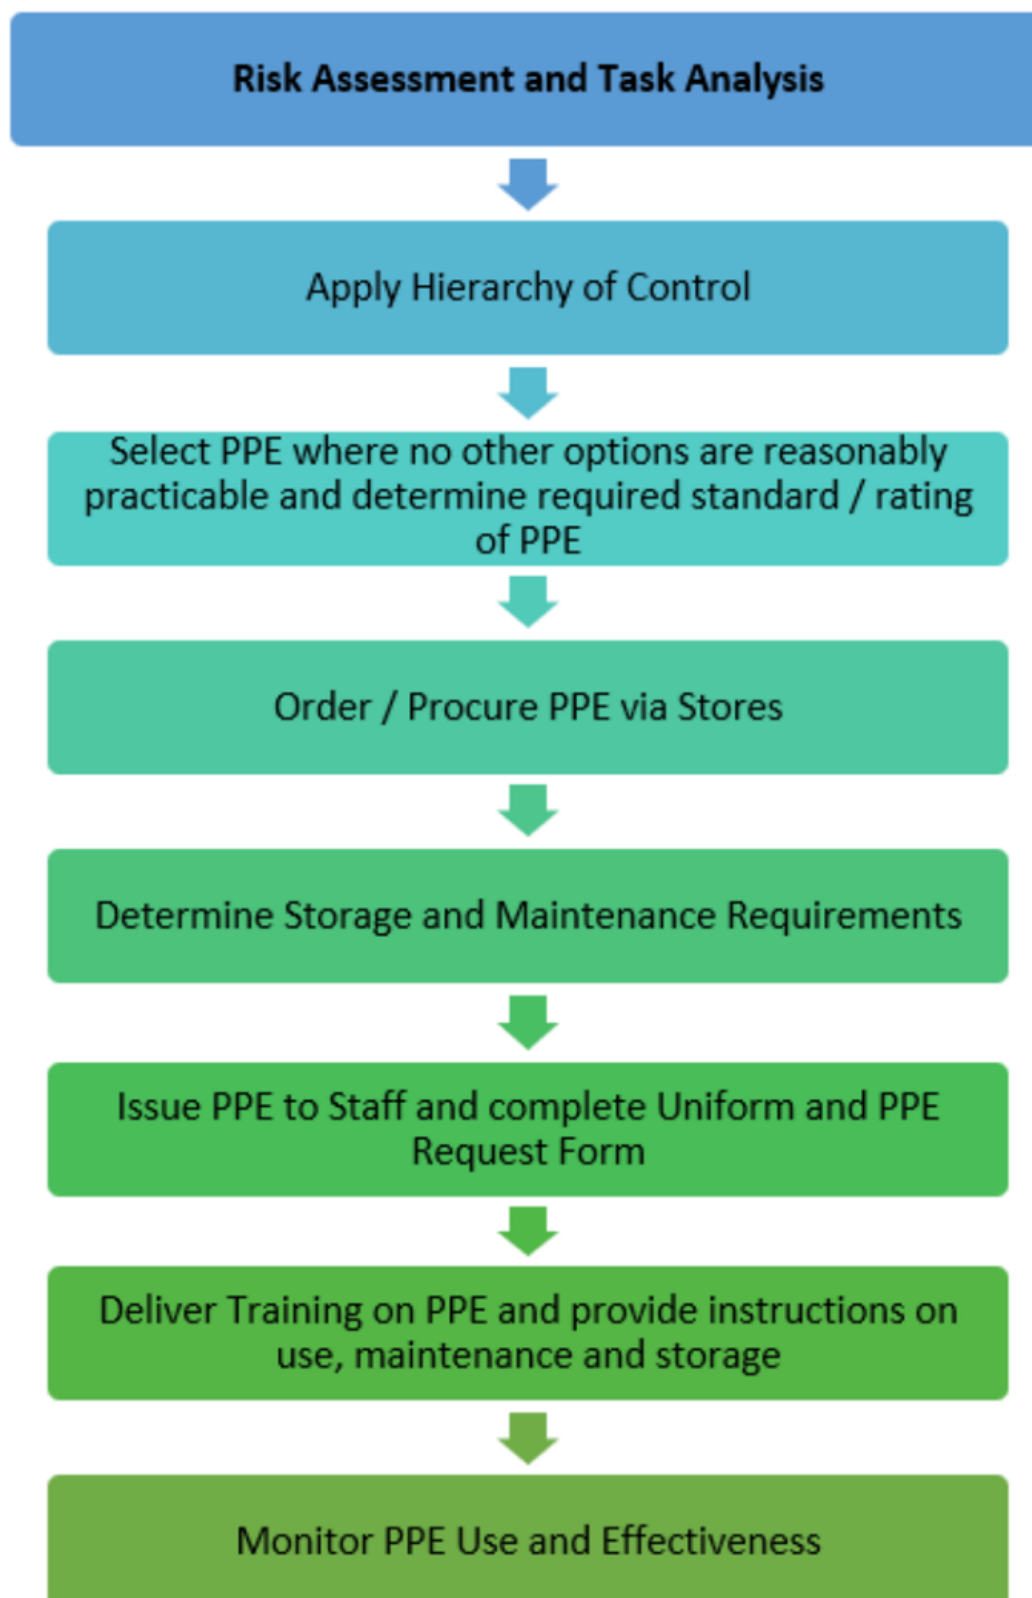 Risk Assessment and Task Analysis
Apply Hierarchy of Control
Select PPE where no other options are reasonably
practicable and determine required standard / rating
of PPE
Order / Procure PPE via Stores
Determine Storage and Maintenance Requirements
Issue PPE to Staff and complete Uniform and PPE
Request Form
Deliver Training on PPE and provide instructions on
use, maintenance and storage
Monitor PPE Use and Effectiveness